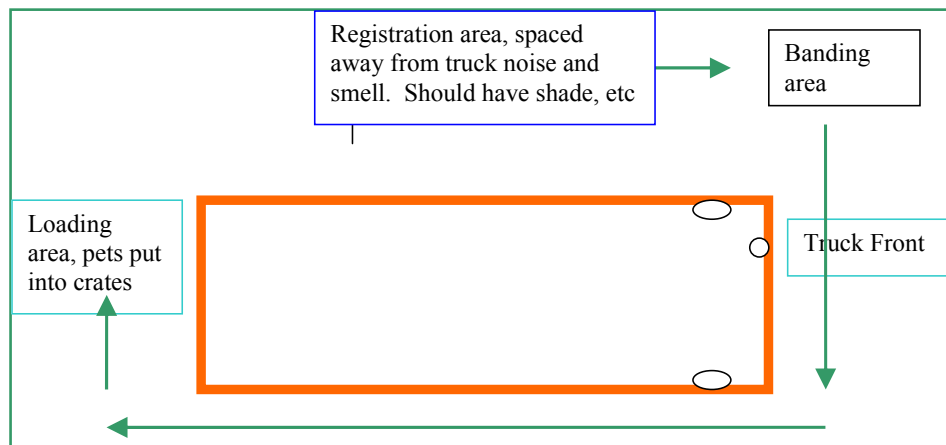 Registration area, spaced
away from truck noise and
smell.  Should have shade, etc
Banding
area
Loading
area, pets put
into crates
Truck Front